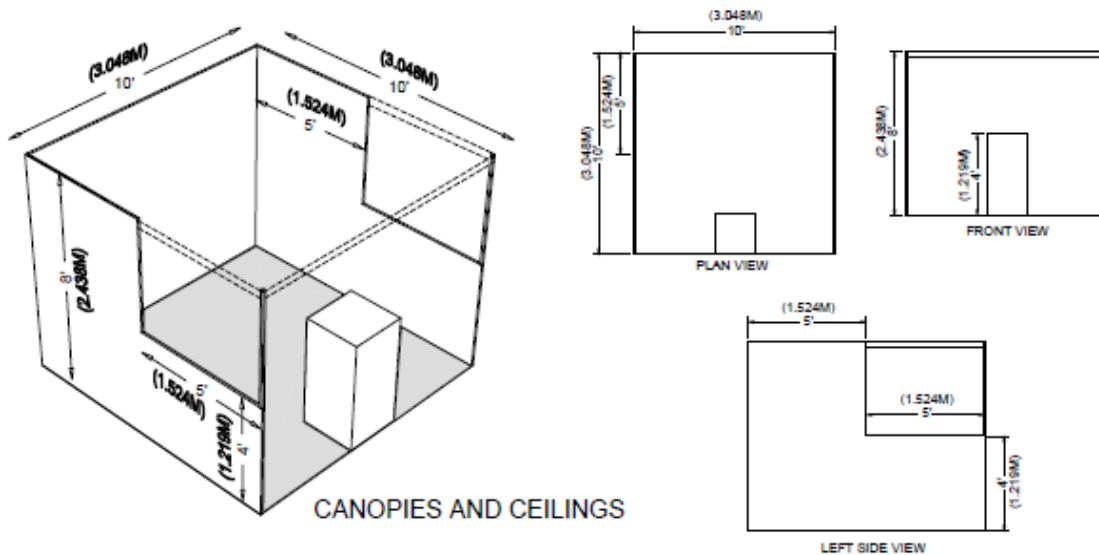 (3.048M)
10'
(3.048M)
10'
(1.524M)
5'
8'
(2.438M)
5'
(1.524M)
4'
(1.219M)
CANOPIES AND CEILINGS
(3.048M)
10'
(1.524M)
5'
(3.048M)
10'
PLAN VIEW
(2.438M)
8'
(1.219M)
4'
FRONT VIEW
(1.524M)
5'
(1.524M)
5'
4'
(1.219M)
LEFT SIDE VIEW